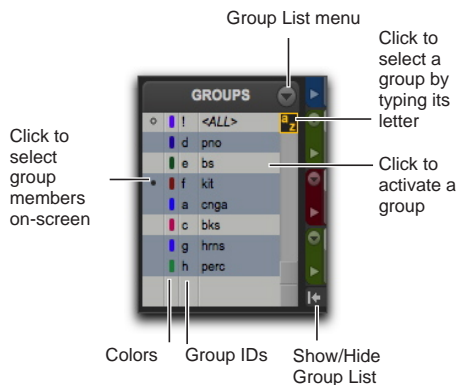 Group List menu
Click to
select a
group by
typing its
letter
GROUPS
a z
! <ALL>
d pno
e bs
f kit
a cnga
c bks
g hrns
h perc
Click to
select
group
members
on-screen
Click to
activate a
group
Colors
Group IDs
Show/Hide
Group List